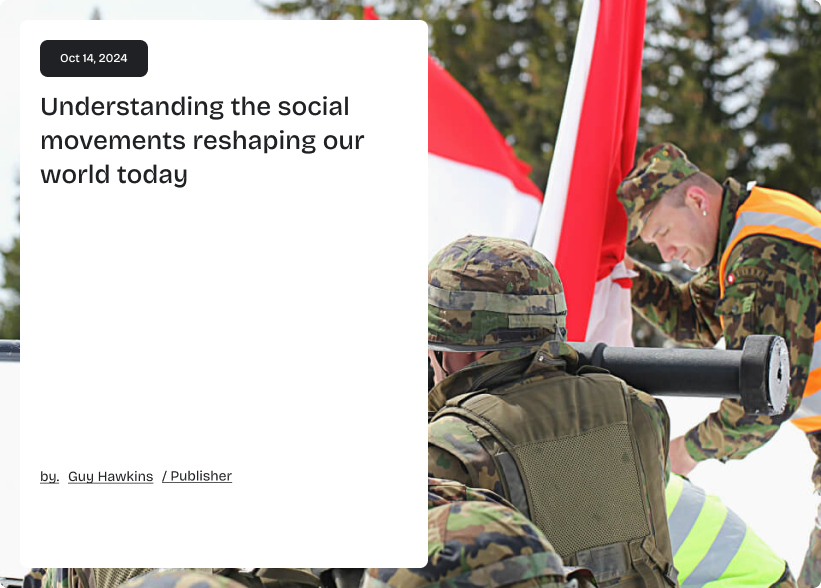 Oct 14, 2024
Understanding the social
movements reshaping our
world today
by. Guy Hawkins / Publisher